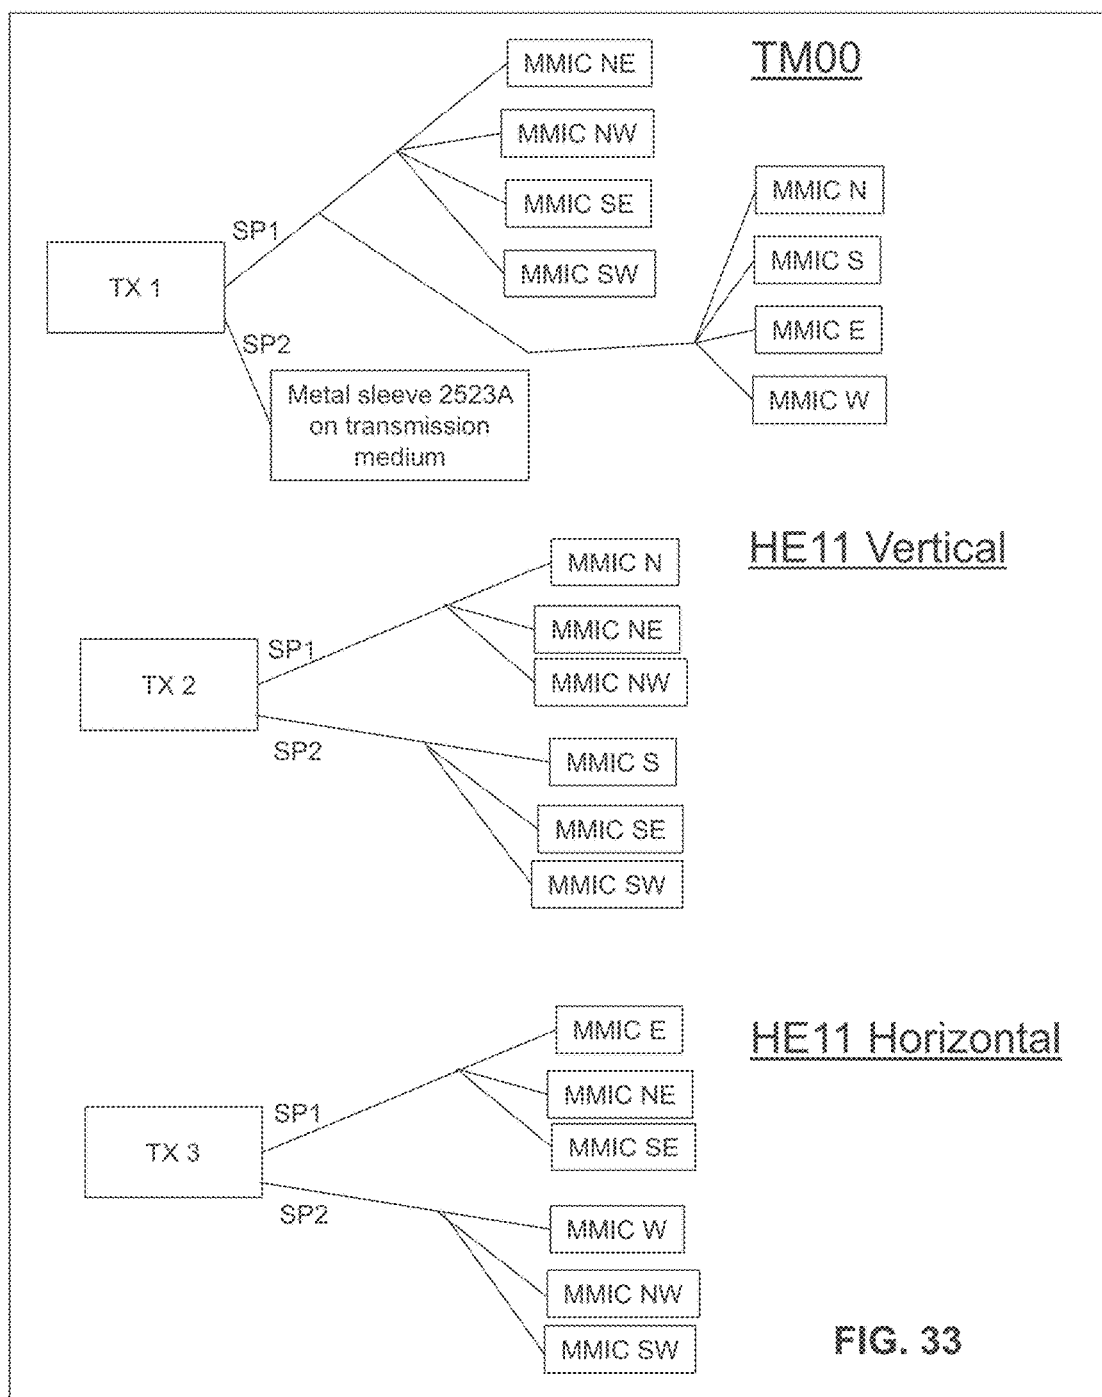 TM00
MMIC NE
MMIC NW
MMIC SE
MMIC SW
MMIC N
MMIC S
MMIC E
MMIC W
SP1
TX 1
SP2
Metal sleeve 2523A
on transmission
medium
HE11 Vertical
MMIC N
MMIC NE
MMIC NW
SP1
TX 2
SP2
MMIC S
MMIC SE
MMIC SW
HE11 Horizontal
MMIC E
MMIC NE
MMIC SE
SP1
TX 3
SP2
MMIC W
MMIC NW
MMIC SW
FIG. 33